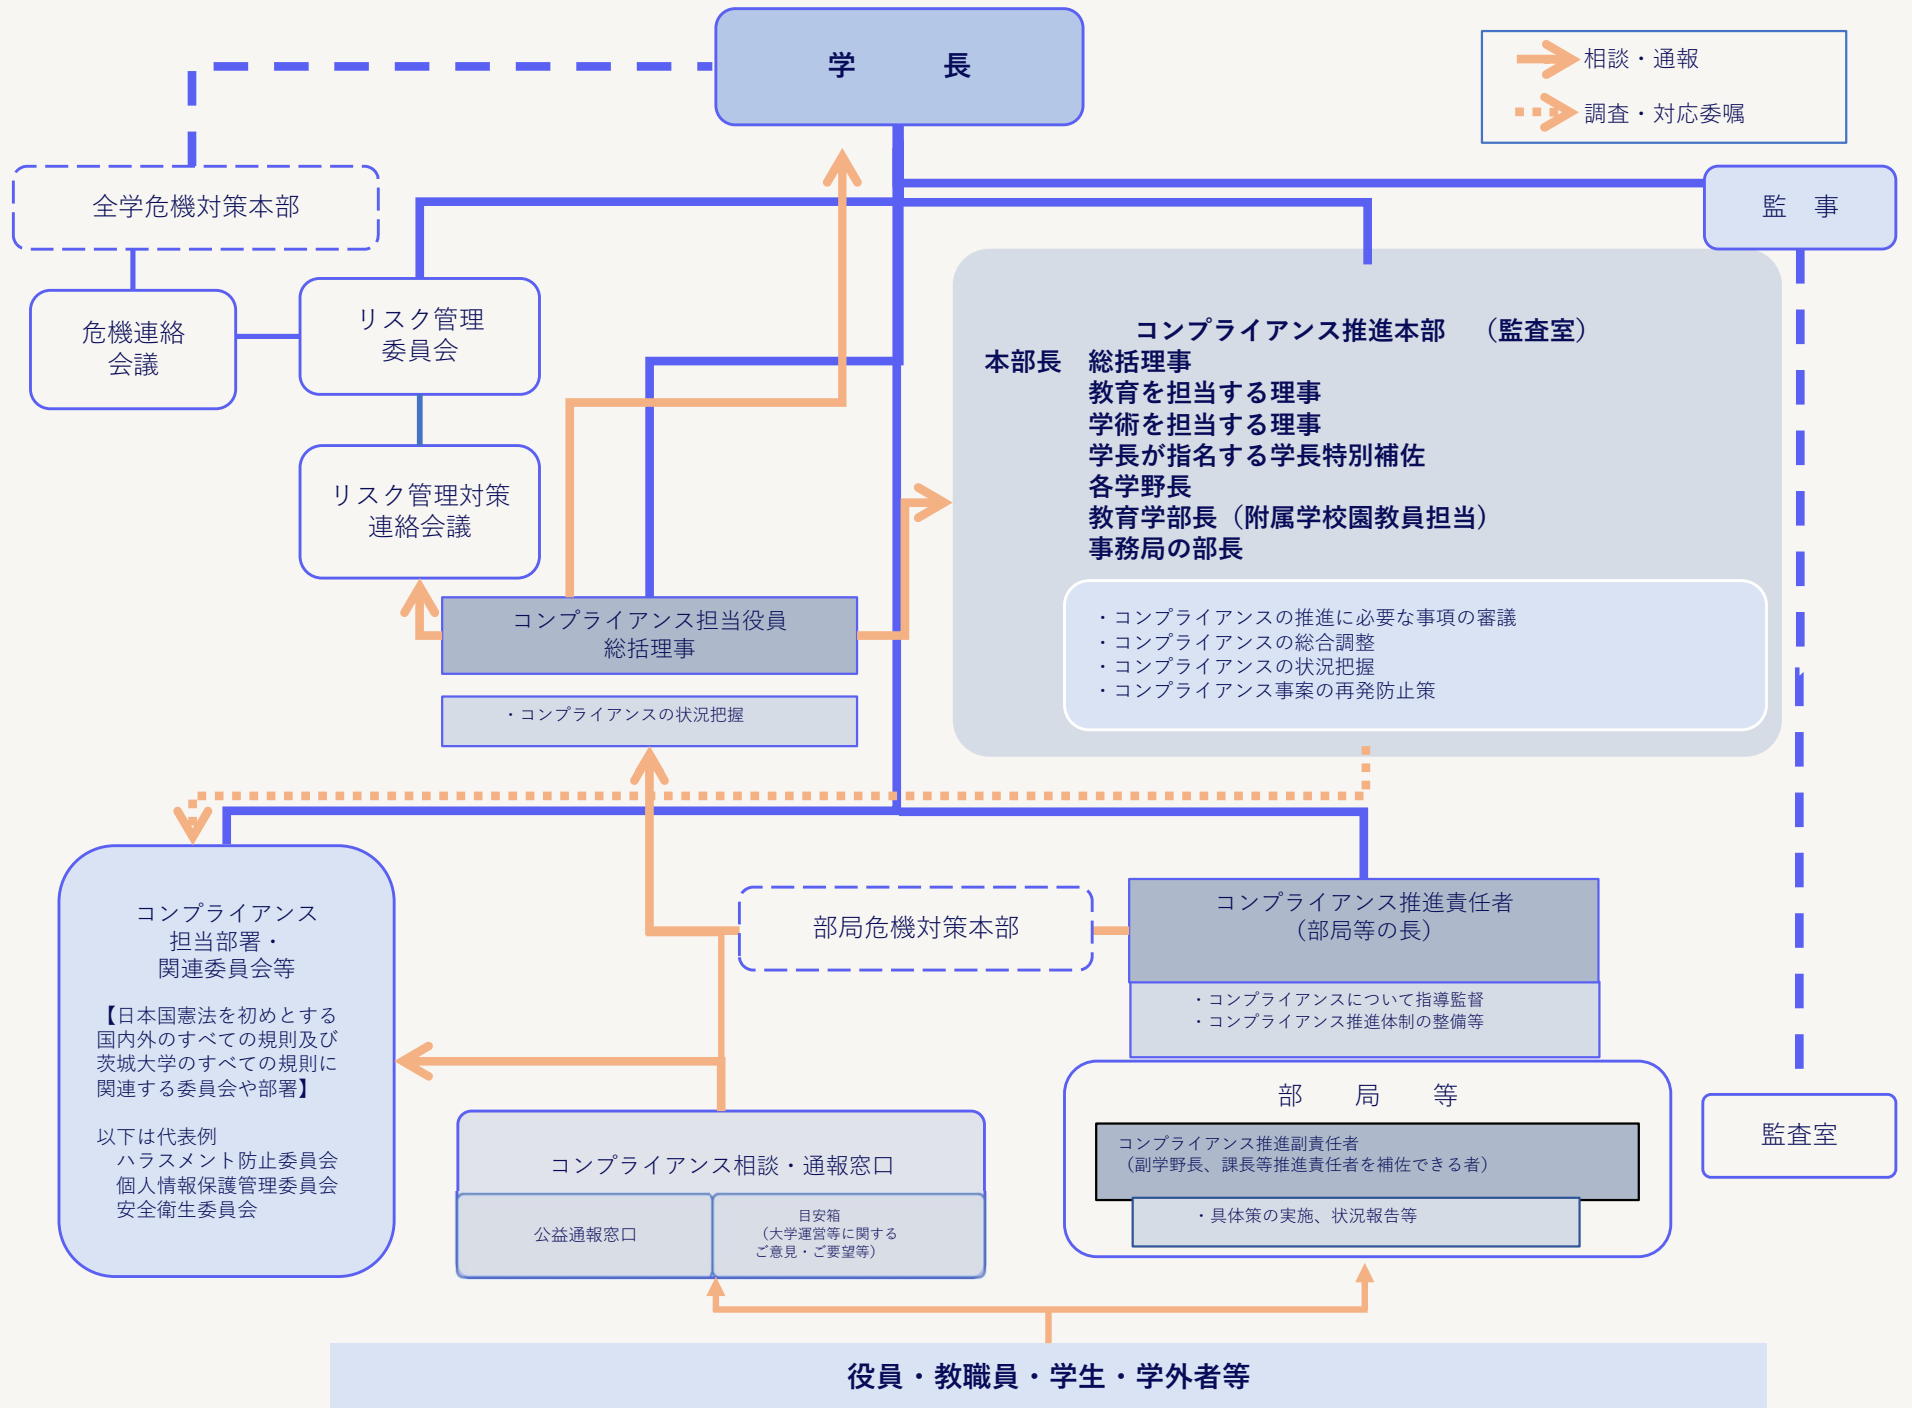 学　　　長
相談・通報
調査・対応委嘱
監　事
全学危機対策本部
危機連絡
会議
リスク管理
委員会
リスク管理対策
連絡会議
コンプライアンス推進本部　（監査室）
本部長　総括理事
教育を担当する理事
学術を担当する理事
学長が指名する学長特別補佐
各学野長
教育学部長（附属学校園教員担当）
事務局の部長
・コンプライアンスの推進に必要な事項の審議
・コンプライアンスの総合調整
・コンプライアンスの状況把握
・コンプライアンス事案の再発防止策
コンプライアンス担当役員
総括理事
・コンプライアンスの状況把握
コンプライアンス
担当部署・
関連委員会等
【日本国憲法を初めとする
国内外のすべての規則及び
茨城大学のすべての規則に
関連する委員会や部署】
以下は代表例
ハラスメント防止委員会
個人情報保護管理委員会
安全衛生委員会
部局危機対策本部
コンプライアンス推進責任者
（部局等の長）
・コンプライアンスについて指導監督
・コンプライアンス推進体制の整備等
部　　局　　等
コンプライアンス推進副責任者
（副学野長、課長等推進責任者を補佐できる者）
・具体策の実施、状況報告等
監査室
コンプライアンス相談・通報窓口
公益通報窓口
目安箱
（大学運営等に関する
ご意見・ご要望等）
役員・教職員・学生・学外者等